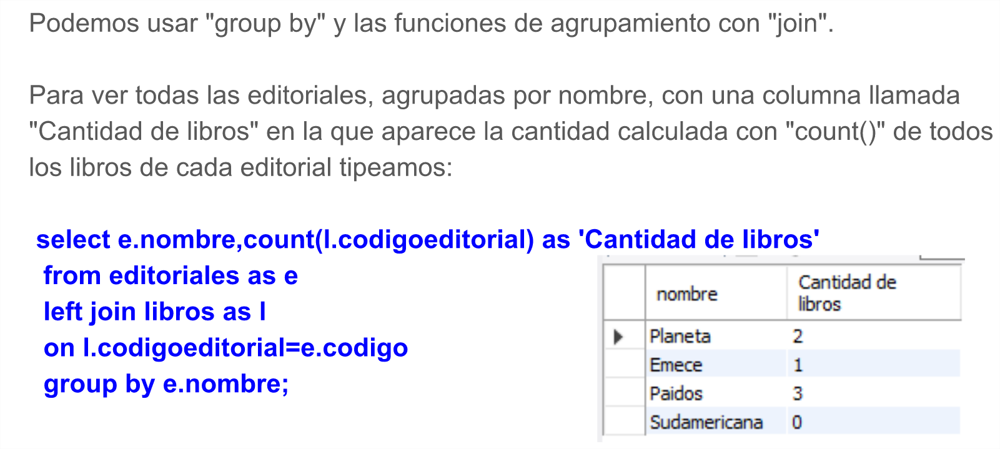 Podemos usar "group by" y las funciones de agrupamiento con "join".
Para ver todas las editoriales, agrupadas por nombre, con una columna llamada
"Cantidad de libros" en la que aparece la cantidad calculada con "count()" de todos
los libros de cada editorial tipeamos:
select e.nombre,count(l.codigoeditorial) as 'Cantidad de libros'
from editoriales as e
left join libros as l
on l.codigoeditorial=e.codigo
group by e.nombre;
nombre Cantidad de
libros
Planeta 2
Emece 1
Paidos 3
Sudamericana 0